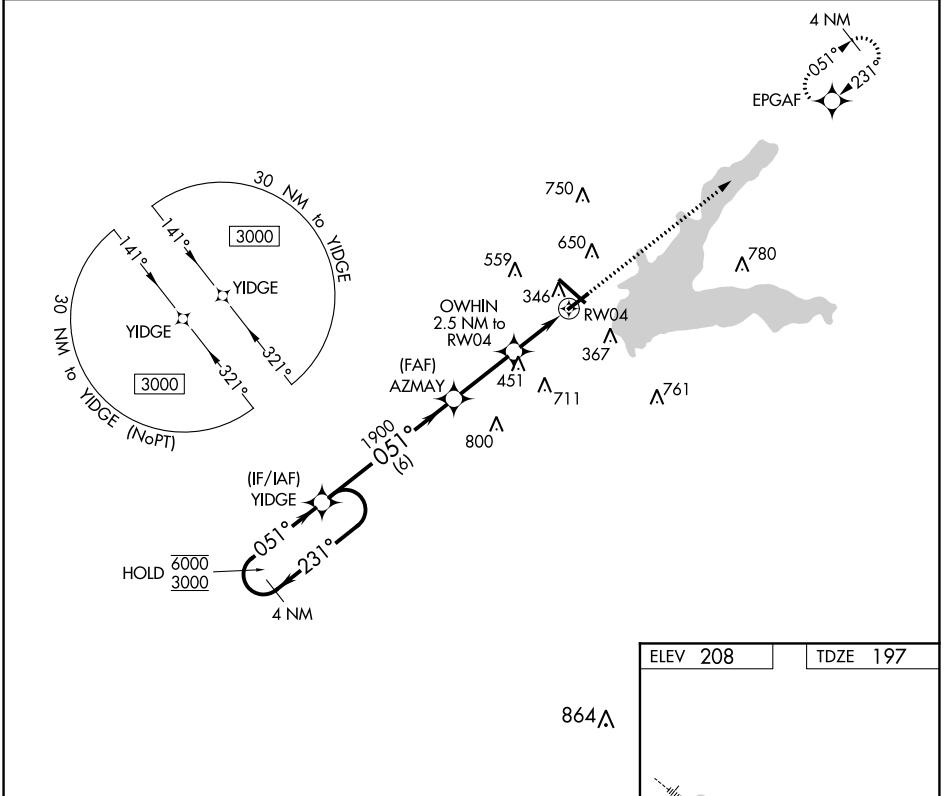 4 NM
051°
231°
EPGAF
30 NM to YIDGE
3000
141°
YIDGE
321°
141°
YIDGE
321°
3000
30 NM to YIDGE (NoPT)
750
650
559
780
346
RW04
OWHIN
2.5 NM to
RW04
367
451
(FAF)
AZMAY
711
761
800
1900
051°
(6)
(IF/IAF)
YIDGE
051°
231°
HOLD 6000
3000
4 NM
ELEV 208
TDZE 197
864